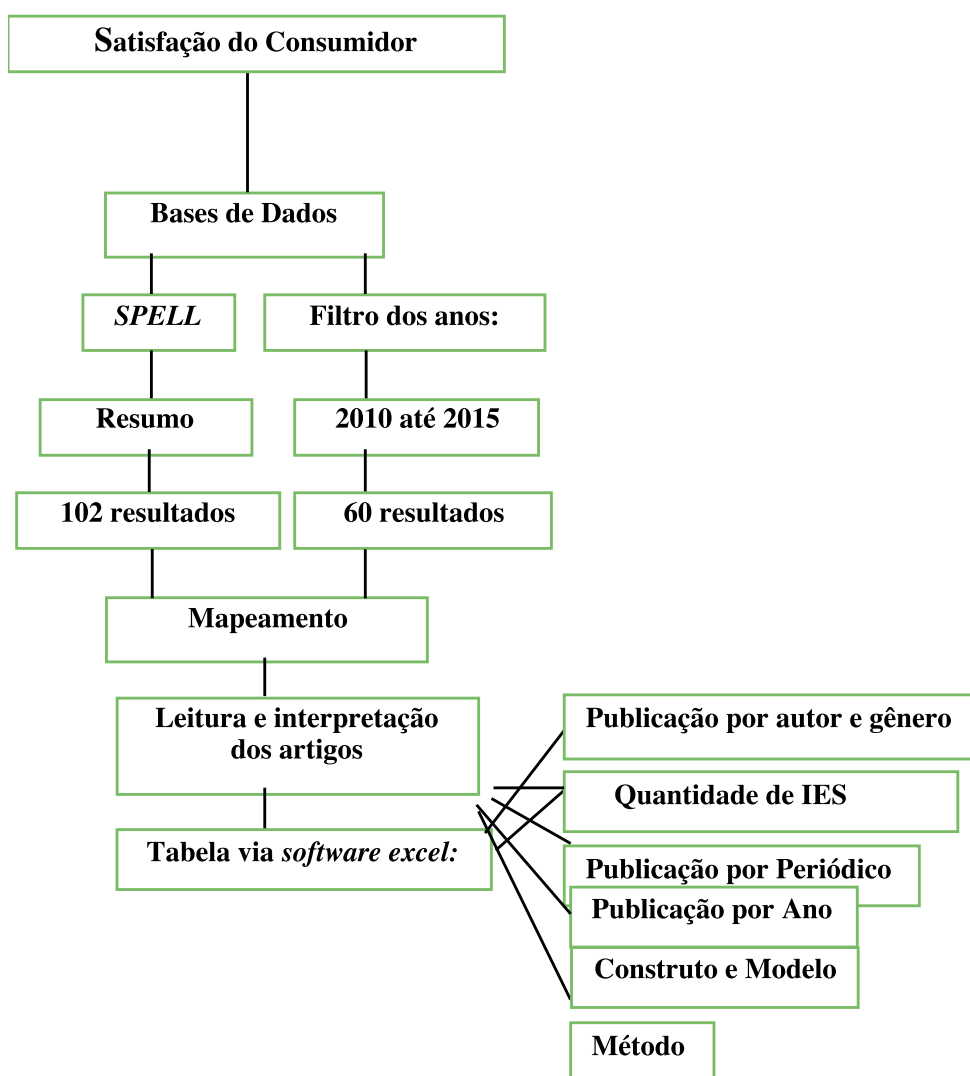 Satisfação do Consumidor
Bases de Dados
SPELL
Filtro dos anos:
Resumo
2010 até 2015
102 resultados
60 resultados
Mapeamento
Leitura e interpretação
dos artigos
Tabela via software excel:
Publicação por autor e gênero
Quantidade de IES
Publicação por Periódico
Publicação por Ano
Construto e Modelo
Método